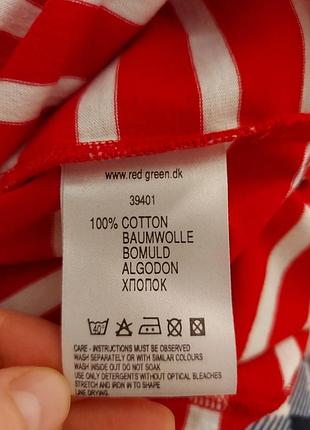 www.red green.dk
39401
100% COTTON
BAUMWOLLE
BOMULD
ALGODON
ХЛОПОК
40
CARE - INSTRUCTIONS MUST BE OBSERVED
WASH SEPARATELY OR WITH SIMILAR COLOURS
WASH INSIDE OUT DO NOT SOAK
USE ONLY DETERGENTS WITHOUT OPTICAL BLEACHERS
STRETCH AND IRON IN TO SHAPE
LINE DRYING